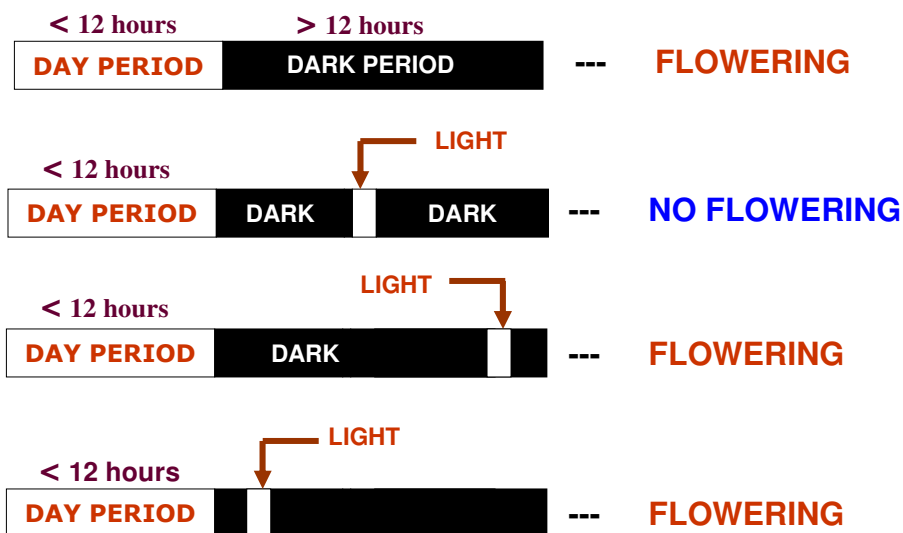 < 12 hours > 12 hours
DAY PERIOD DARK PERIOD --- FLOWERING
LIGHT
< 12 hours
DAY PERIOD DARK DARK --- NO FLOWERING
LIGHT
< 12 hours
DAY PERIOD DARK --- FLOWERING
LIGHT
< 12 hours
DAY PERIOD --- FLOWERING